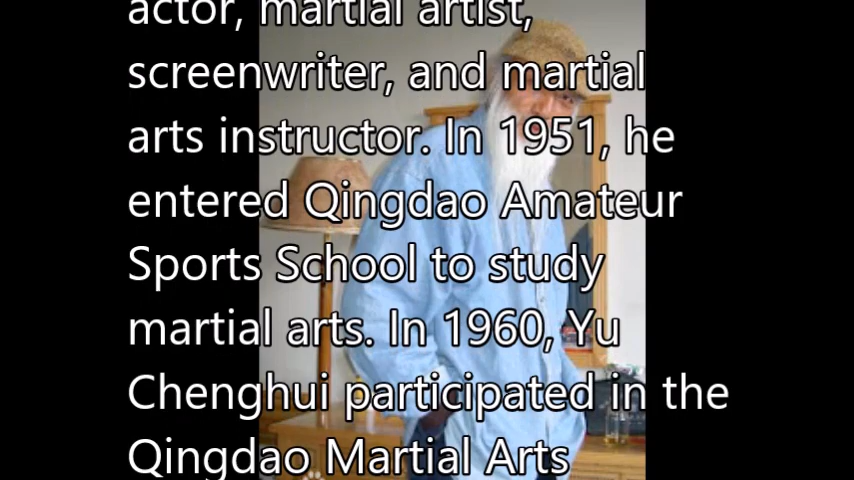 actor, martial artist,
screenwriter, and martial
arts instructor. In 1951, he
entered Qingdao Amateur
Sports School to study
martial arts. In 1960, Yu
Chenghui participated in the
Qingdao Martial Arts